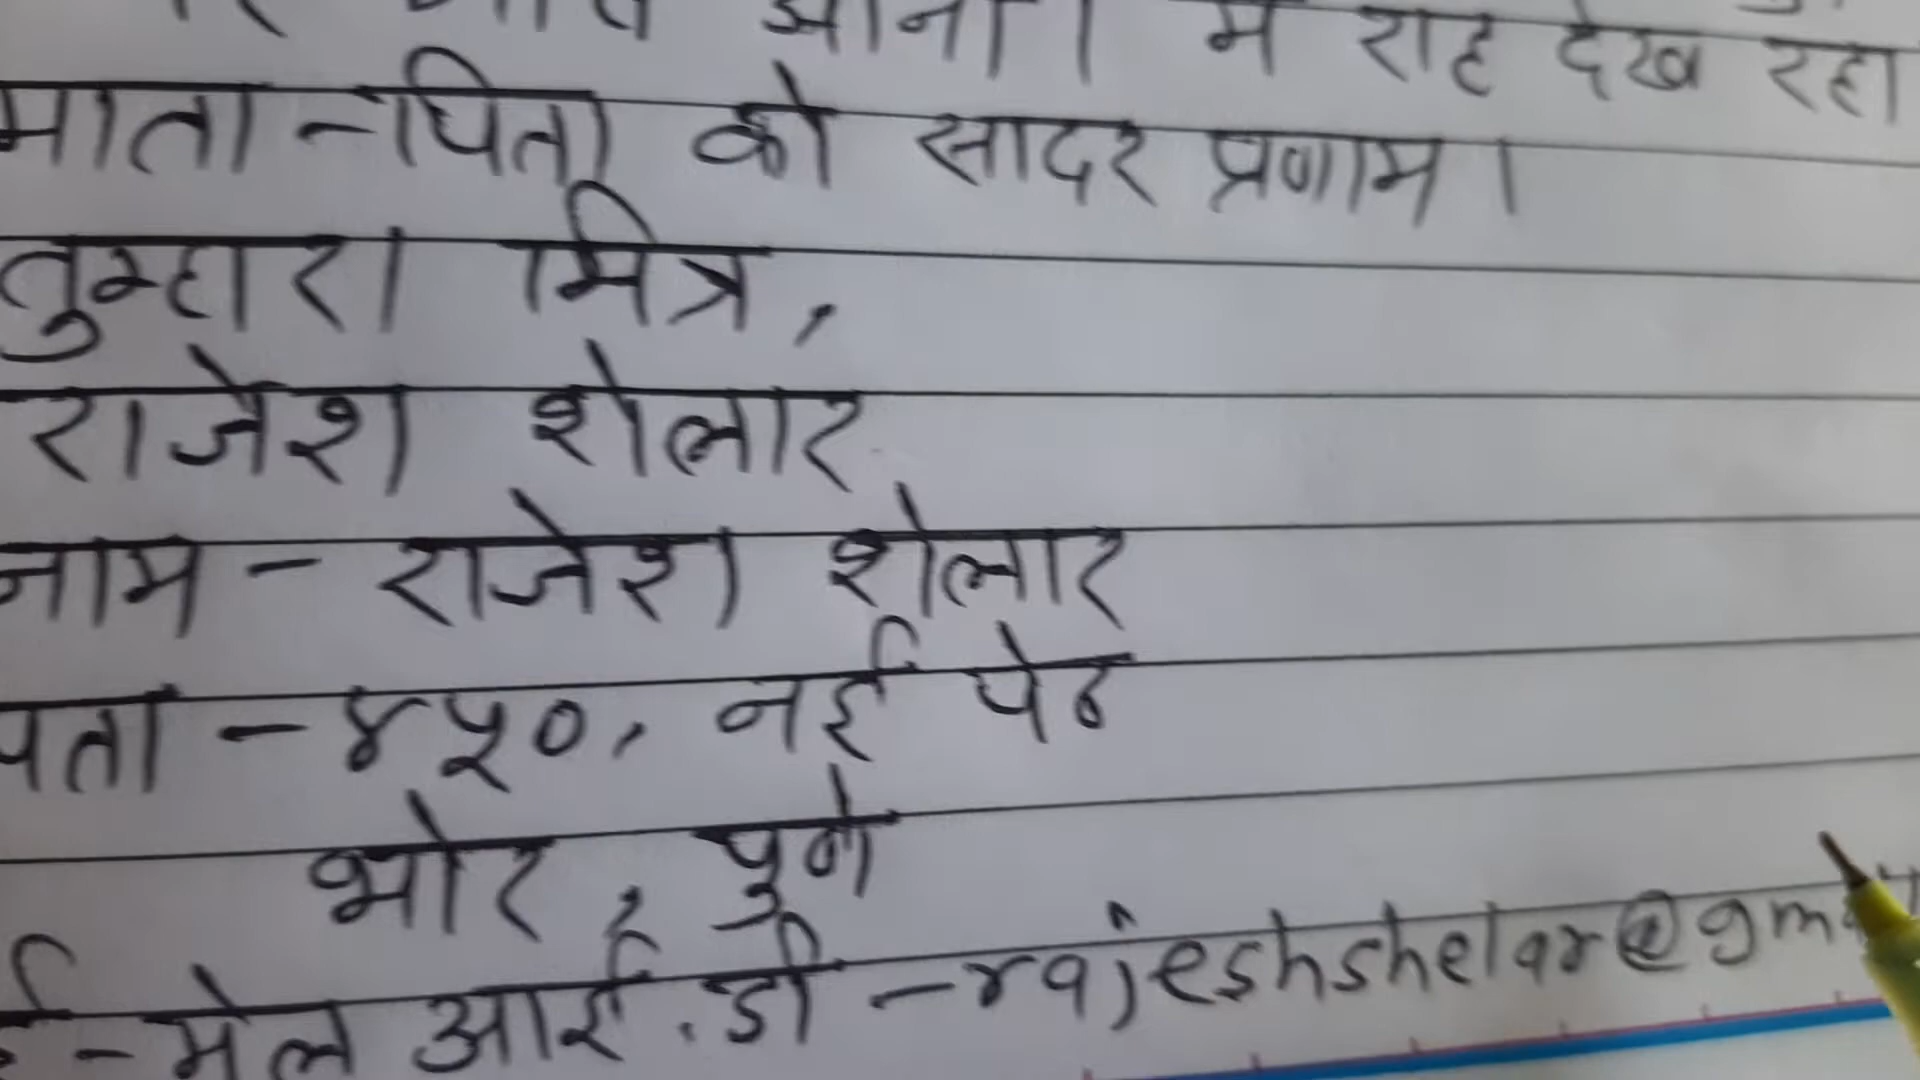 आना। मैं राह देख रहा
माता-पिता को सादर प्रणाम।
तुम्हारा मित्र,
राजेश शेलार
नाम - राजेश शेलार
पता - ४५०, नई पेठ
भोर, पुणे
ई-मेल आई.डी - rajeshshelar@gm